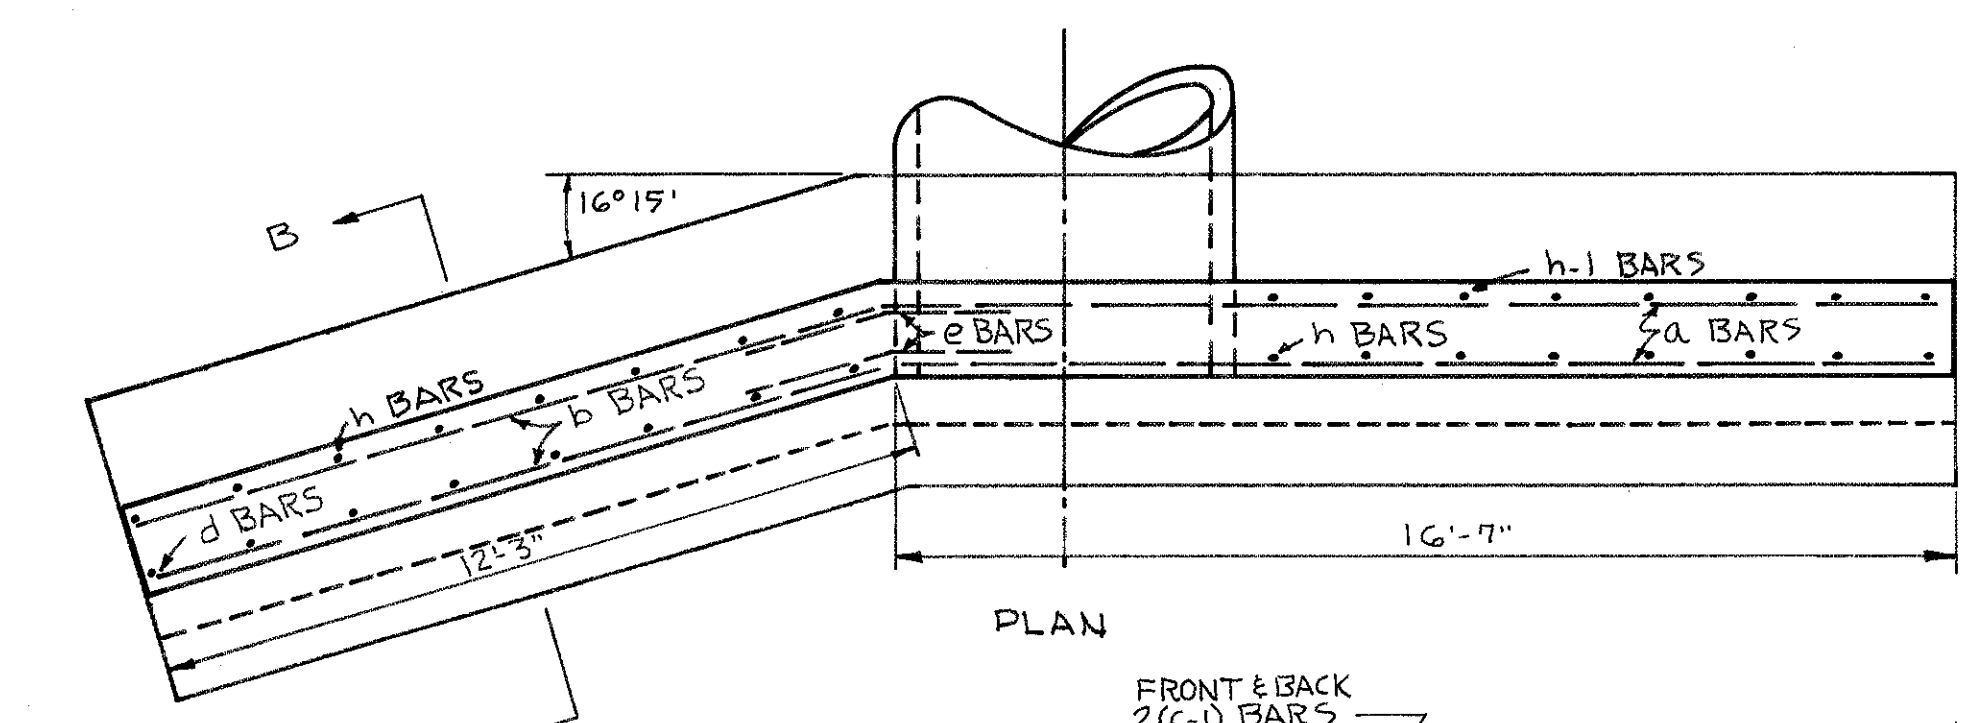 16°15'
B
h-1 BARS
e BARS
h BARS
a BARS
h BARS
b BARS
d BARS
12'-3"
16'-7"
PLAN
FRONT & BACK
2(c-1) BARS